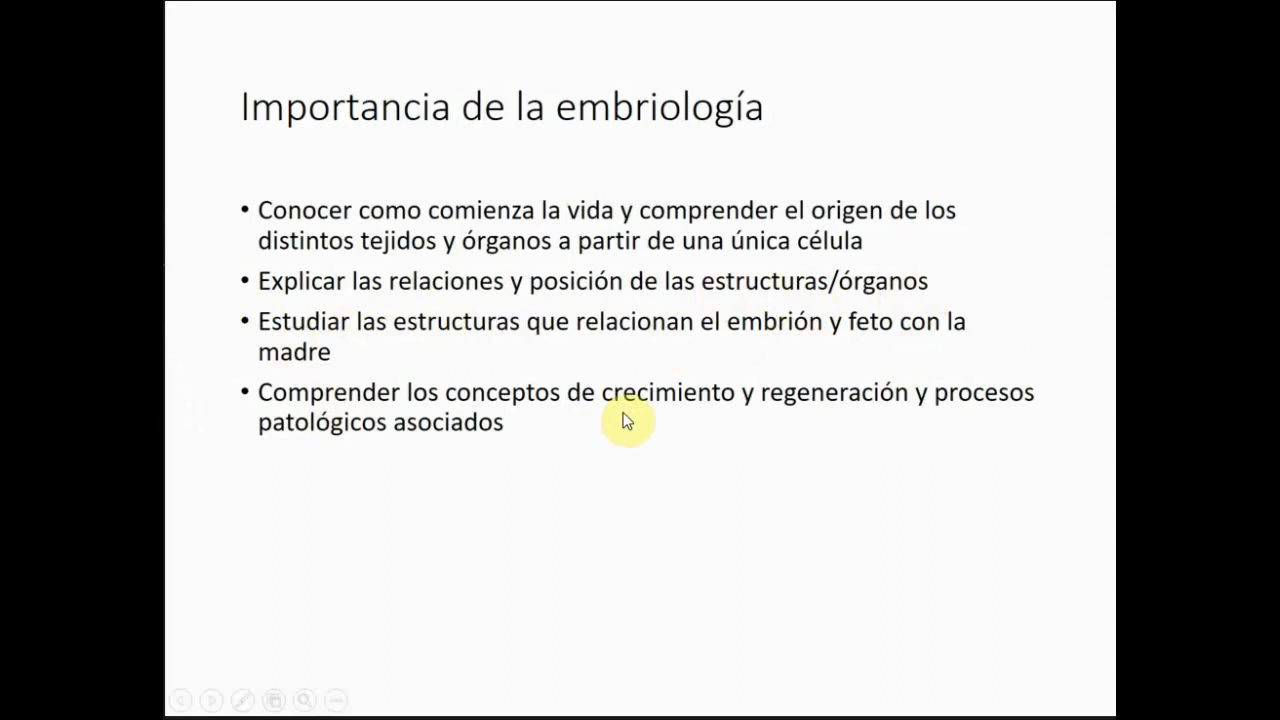 Importancia de la embriología
• Conocer como comienza la vida y comprender el origen de los
distintos tejidos y órganos a partir de una única célula
• Explicar las relaciones y posición de las estructuras/órganos
• Estudiar las estructuras que relacionan el embrión y feto con la
madre
• Comprender los conceptos de crecimiento y regeneración y procesos
patológicos asociados